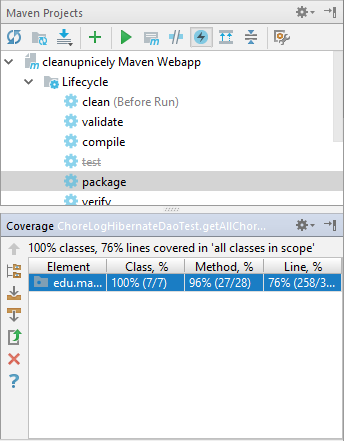 Maven Projects
cleanupnicely Maven Webapp
Lifecycle
clean (Before Run)
validate
compile
test
package
verify
Coverage ChoreLogHibernateDaoTest.getAllChor...
100% classes, 76% lines covered in 'all classes in scope'
Element Class, % Method, % Line, %
edu.ma... 100% (7/7) 96% (27/28) 76% (258/3...